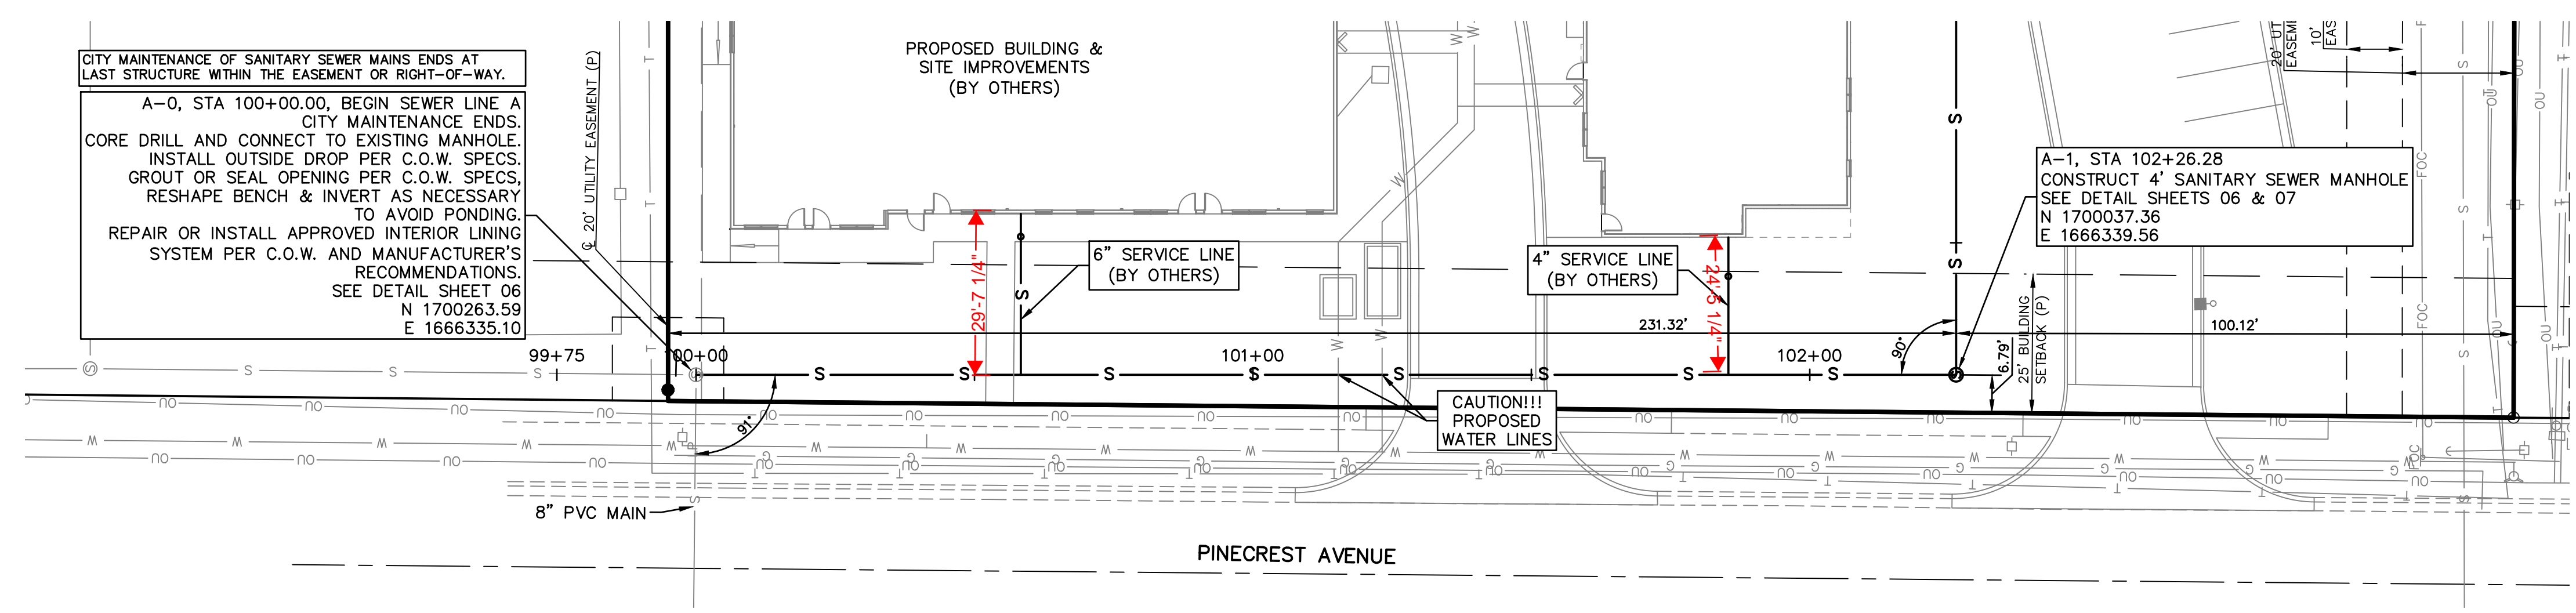 CITY MAINTENANCE OF SANITARY SEWER MAINS ENDS AT
LAST STRUCTURE WITHIN THE EASEMENT OR RIGHT-OF-WAY.
A-0, STA 100+00.00, BEGIN SEWER LINE A
CITY MAINTENANCE ENDS.
CORE DRILL AND CONNECT TO EXISTING MANHOLE.
INSTALL OUTSIDE DROP PER C.O.W. SPECS.
GROUT OR SEAL OPENING PER C.O.W. SPECS,
RESHAPE BENCH & INVERT AS NECESSARY
TO AVOID PONDING.
REPAIR OR INSTALL APPROVED INTERIOR LINING
SYSTEM PER C.O.W. AND MANUFACTURER'S
RECOMMENDATIONS.
SEE DETAIL SHEET 06
N 1700263.59
E 1666335.10
℄ 20' UTILITY EASEMENT (P)
PROPOSED BUILDING &
SITE IMPROVEMENTS
(BY OTHERS)
29'-7 1/4"
6" SERVICE LINE
(BY OTHERS)
4" SERVICE LINE
(BY OTHERS)
24'-5 1/4"
A-1, STA 102+26.28
CONSTRUCT 4' SANITARY SEWER MANHOLE
SEE DETAIL SHEETS 06 & 07
N 1700037.36
E 1666339.56
20' UT
EASEM
10'
EAS
FOC
FOC
FOC
231.32'
100.12'
90°
6.79'
25' BUILDING
SETBACK (P)
99+75
100+00
101+00
102+00
91°
CAUTION!!!
PROPOSED
WATER LINES
8" PVC MAIN
PINECREST AVENUE